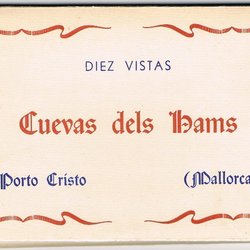 DIEZ VISTAS
Cuevas dels Hams
Porto Cristo (Mallorca